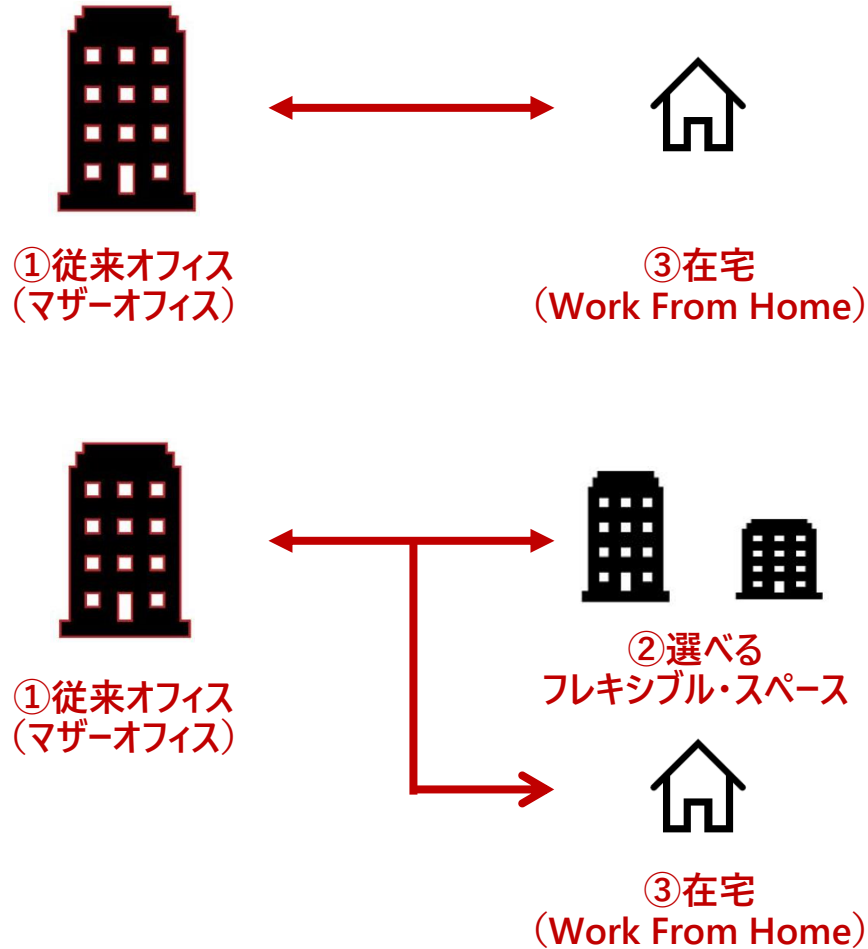 ①従来オフィス
（マザーオフィス）
③在宅
（Work From Home）
①従来オフィス
（マザーオフィス）
②選べる
フレキシブル・スペース
③在宅
（Work From Home）